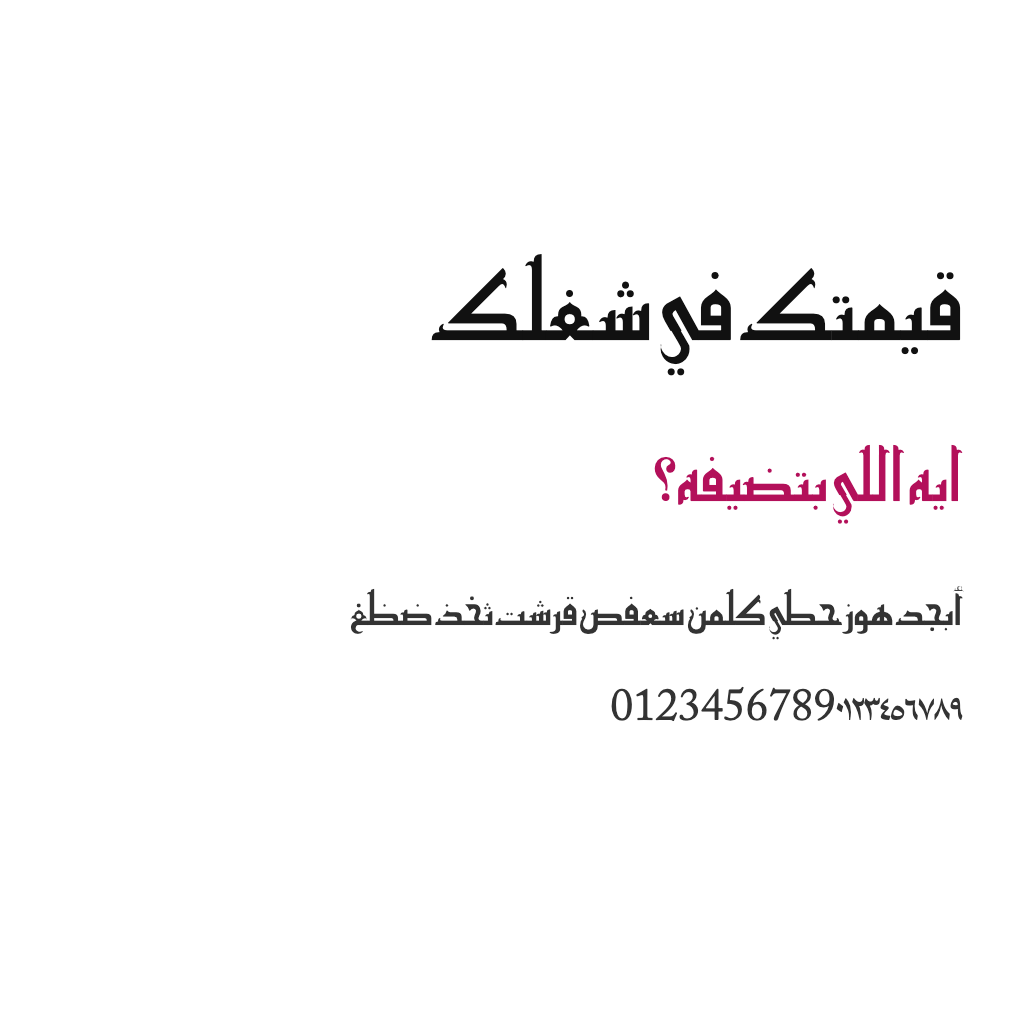 قيمتك في شغلك
ايه اللي بتضيفه؟
أبجد هوز حطي كلمن سعفص قرشت ثخذ ضظغ
0123456789٠١٢٣٤٥٦٧٨٩